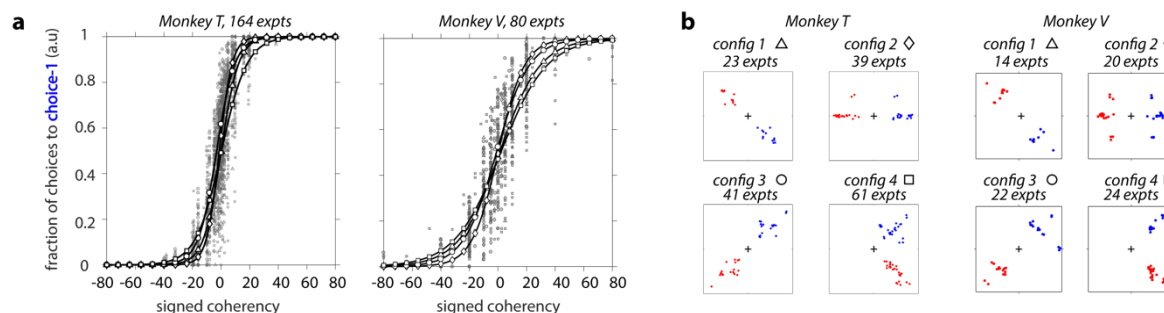 a
Monkey T, 164 expts
Monkey V, 80 expts
fraction of choices to choice-1 (a.u)
1
0.8
0.6
0.4
0.2
0
-80 -60 -40 -20 0 20 40 60 80
signed coherency
-80 -60 -40 -20 0 20 40 60 80
signed coherency
b
Monkey T
Monkey V
config 1
23 expts
config 2
39 expts
config 1
14 expts
config 2
20 expts
config 3
41 expts
config 4
61 expts
config 3
22 expts
config 4
24 expts